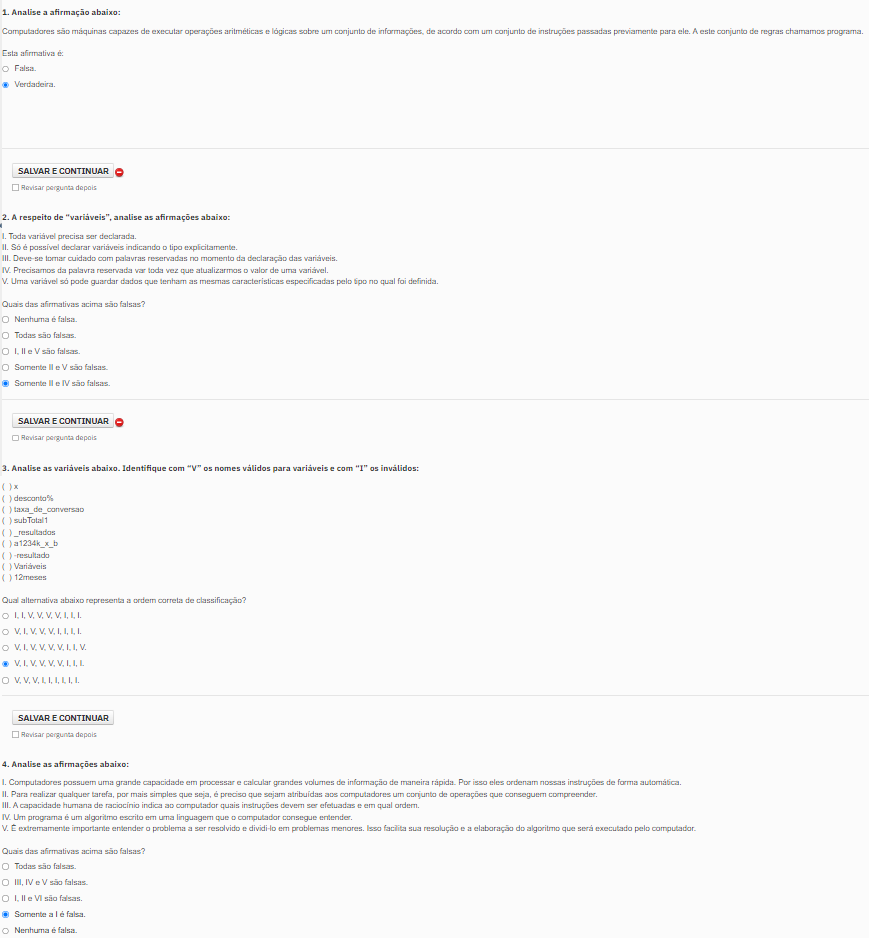 1. Analise a afirmação abaixo:
Computadores são máquinas capazes de executar operações aritméticas e lógicas sobre um conjunto de informações, de acordo com um conjunto de instruções passadas previamente para ele. A este conjunto de regras chamamos programa.
Esta afirmativa é:
Falsa.
Verdadeira.
SALVAR E CONTINUAR
Revisar pergunta depois
2. A respeito de "variáveis", analise as afirmações abaixo:
I. Toda variável precisa ser declarada.
II. Só é possível declarar variáveis indicando o tipo explicitamente.
III. Deve-se tomar cuidado com palavras reservadas no momento da declaração das variáveis.
IV. Precisamos da palavra reservada var toda vez que atualizarmos o valor de uma variável.
V. Uma variável só pode guardar dados que tenham as mesmas características especificadas pelo tipo no qual foi definida.
Quais das afirmativas acima são falsas?
Nenhuma é falsa.
Todas são falsas.
I, II e V são falsas.
Somente II e V são falsas.
Somente II e IV são falsas.
SALVAR E CONTINUAR
Revisar pergunta depois
3. Analise as variáveis abaixo. Identifique com "V" os nomes válidos para variáveis e com "I" os inválidos:
( ) x
( ) desconto%
( ) taxa_de_conversao
( ) subTotal1
( ) _resultados
( ) a1234k_x_b
( ) -resultado
( ) Variáveis
( ) 12meses
Qual alternativa abaixo representa a ordem correta de classificação?
I, I, V, V, V, V, I, I, I.
V, I, V, V, V, I, I, I, I.
V, I, V, V, V, V, I, I, V.
V, I, V, V, V, V, I, I, I.
V, V, V, I, I, I, I, I, I.
SALVAR E CONTINUAR
Revisar pergunta depois
4. Analise as afirmações abaixo:
I. Computadores possuem uma grande capacidade em processar e calcular grandes volumes de informação de maneira rápida. Por isso eles ordenam nossas instruções de forma automática.
II. Para realizar qualquer tarefa, por mais simples que seja, é preciso que sejam atribuídas aos computadores um conjunto de operações que conseguem compreender.
III. A capacidade humana de raciocínio indica ao computador quais instruções devem ser efetuadas e em qual ordem.
IV. Um programa é um algoritmo escrito em uma linguagem que o computador consegue entender.
V. É extremamente importante entender o problema a ser resolvido e dividi-lo em problemas menores. Isso facilita sua resolução e a elaboração do algoritmo que será executado pelo computador.
Quais das afirmativas acima são falsas?
Todas são falsas.
III, IV e V são falsas.
I, II e VI são falsas.
Somente a I é falsa.
Nenhuma é falsa.